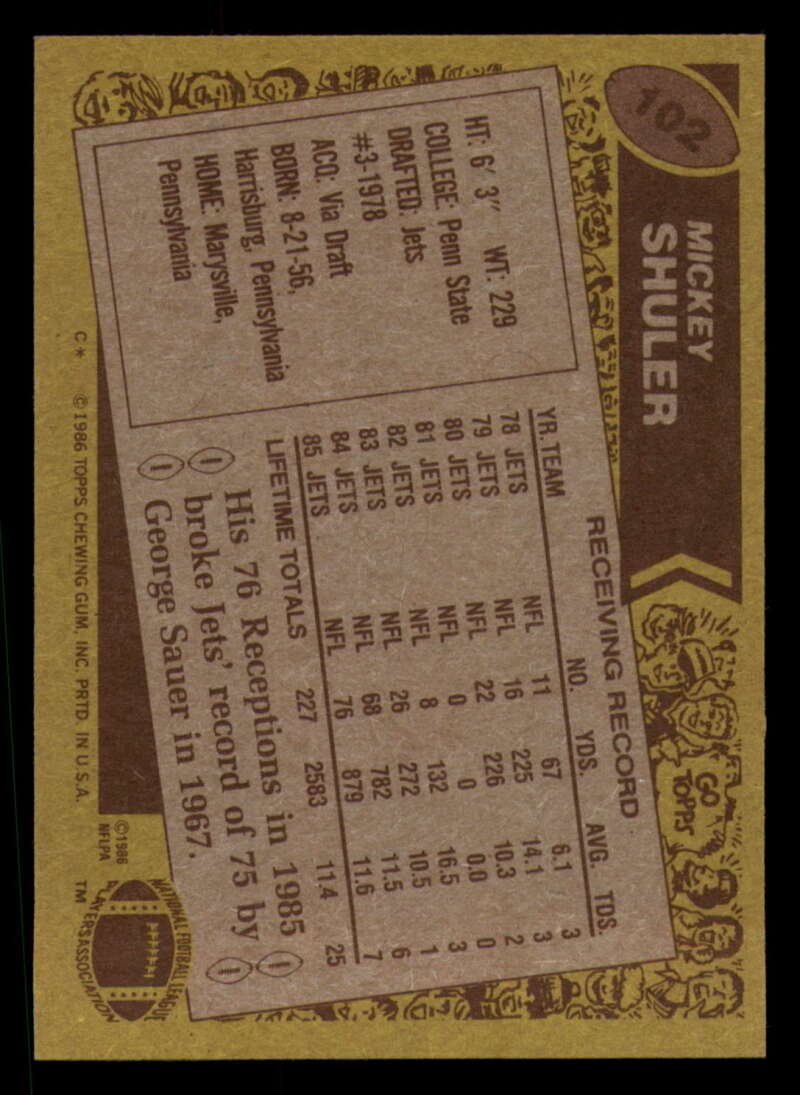 102
MICKEY
SHULER
GO
TOPPS
HT: 6' 3" WT: 229
COLLEGE: Penn State
DRAFTED: Jets
#3-1978
ACQ: Via Draft
BORN: 8-21-56,
Harrisburg, Pennsylvania
HOME: Marysville,
Pennsylvania
RECEIVING RECORD
YR. TEAM NO. YDS. AVG. TDS.
78 JETS NFL 11 67 6.1 3
79 JETS NFL 16 225 14.1 3
80 JETS NFL 22 226 10.3 2
81 JETS NFL 0 0 0.0 0
82 JETS NFL 8 132 16.5 3
83 JETS NFL 26 272 10.5 1
84 JETS NFL 68 782 11.5 6
85 JETS NFL 76 879 11.6 7
LIFETIME TOTALS 227 2583 11.4 25
His 76 Receptions in 1985
broke Jets' record of 75 by
George Sauer in 1967.
C* ©1986 TOPPS CHEWING GUM, INC. PRTD. IN U.S.A.
©1986
NFLPA
NATIONAL FOOTBALL LEAGUE
PLAYERS ASSOCIATION
TM